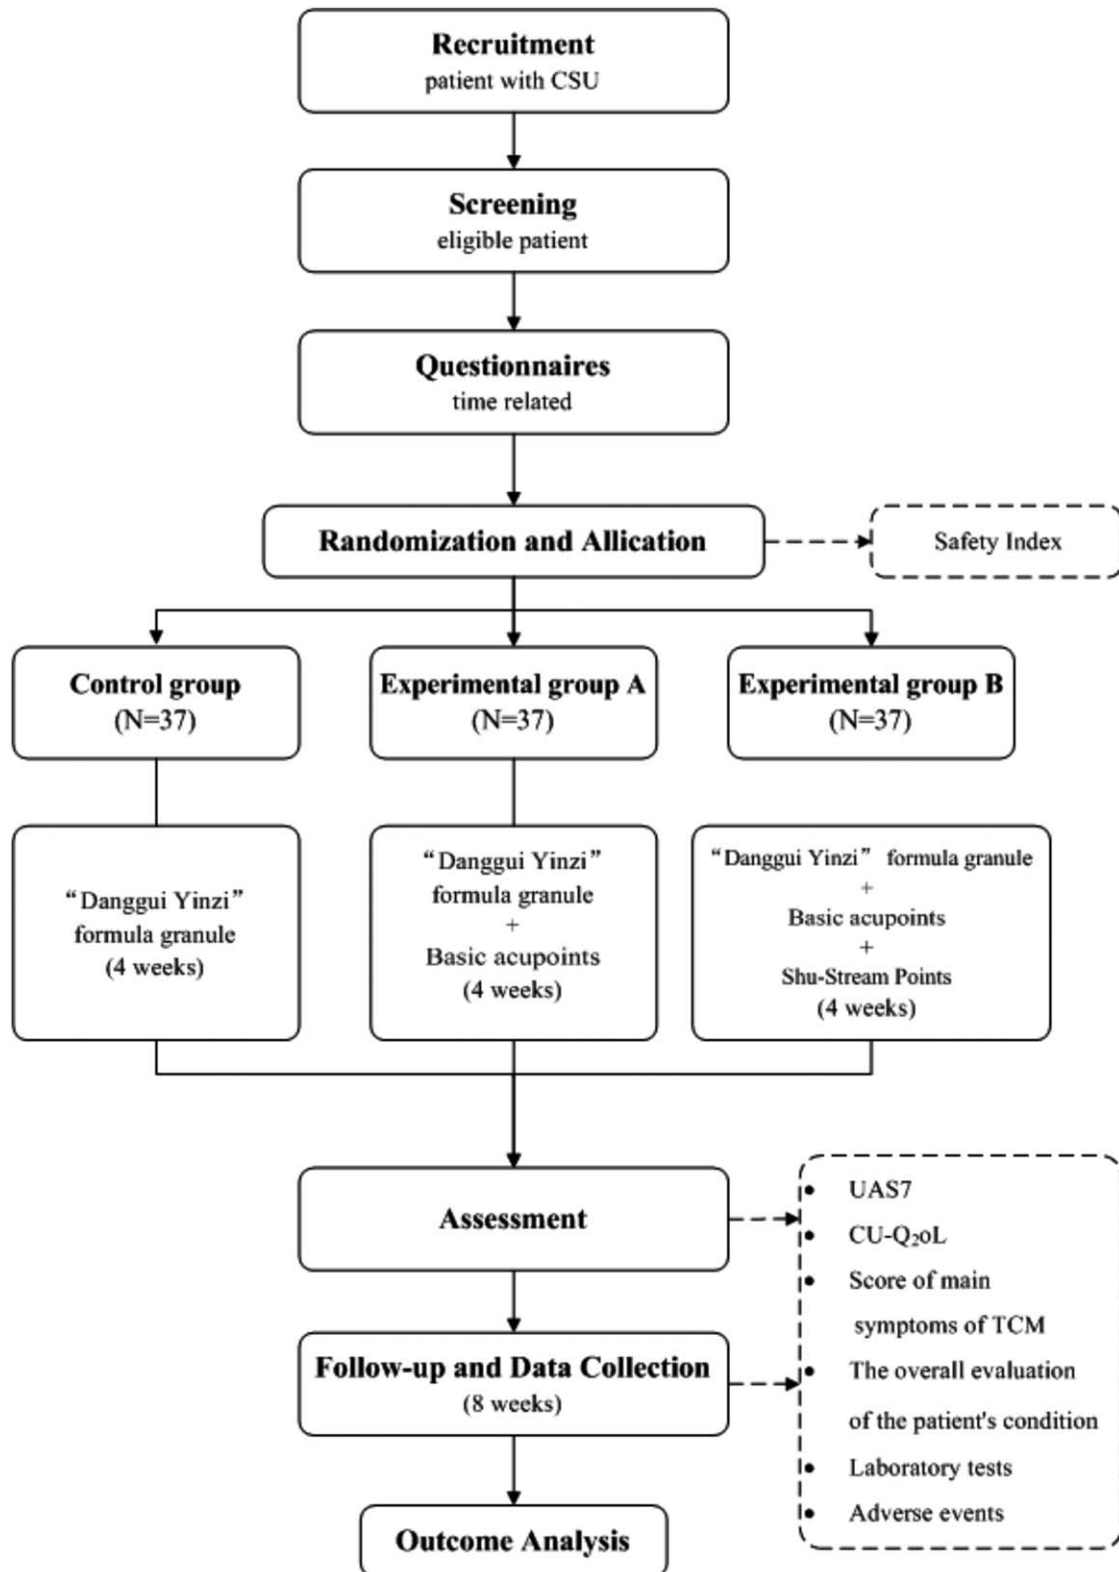 Recruitment
patient with CSU
Screening
eligible patient
Questionnaires
time related
Randomization and Allication
Safety Index
Control group
(N=37)
Experimental group A
(N=37)
Experimental group B
(N=37)
“Danggui Yinzi”
formula granule
(4 weeks)
“Danggui Yinzi”
formula granule
+
Basic acupoints
(4 weeks)
“Danggui Yinzi” formula granule
+
Basic acupoints
+
Shu-Stream Points
(4 weeks)
Assessment
• UAS7
• CU-Q₂oL
• Score of main
symptoms of TCM
• The overall evaluation
of the patient's condition
• Laboratory tests
• Adverse events
Follow-up and Data Collection
(8 weeks)
Outcome Analysis